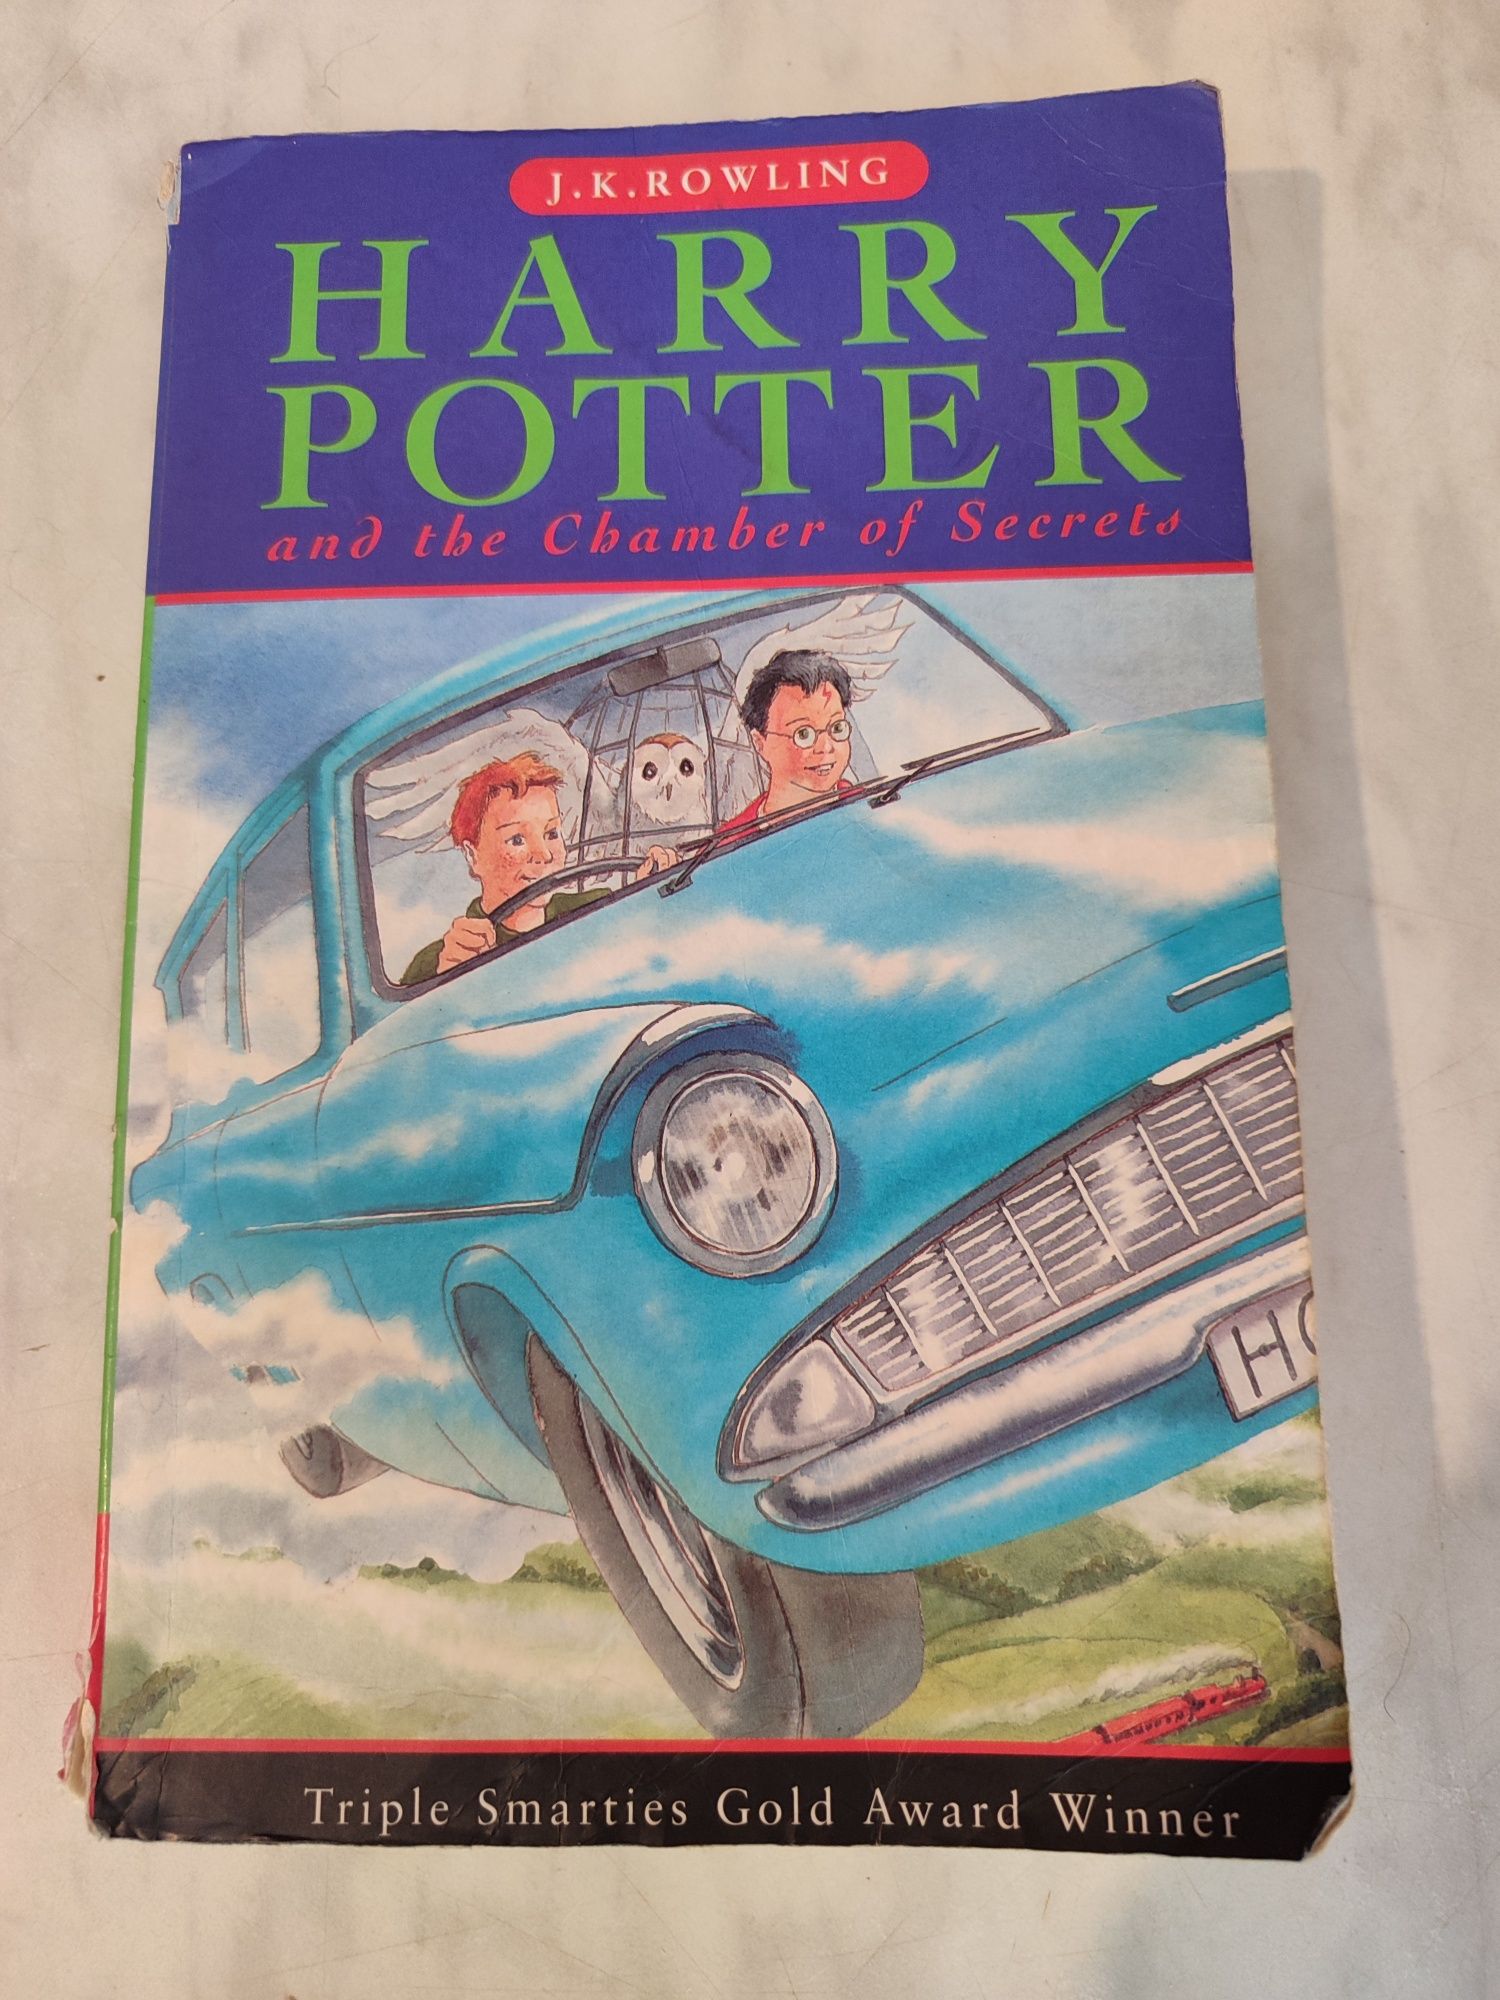 J.K.ROWLING
HARRY
POTTER
and the Chamber of Secrets
HO
Triple Smarties Gold Award Winner